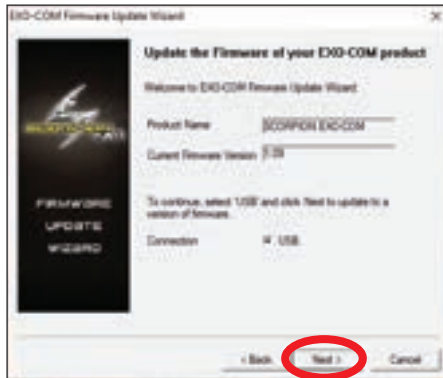 EXO-COM Firmware Update Wizard
Update the Firmware of your EXO-COM product
Welcome to EXO-COM Firmware Update Wizard
Product Name SCORPION EXO-COM
Current Firmware Version
To continue, select 'USB' and click Next to update to a
version of firmware.
Connection USB
FIRMWARE
UPDATE
WIZARD
< Back Next > Cancel